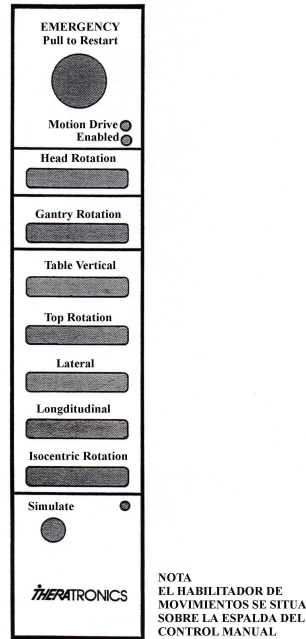 EMERGENCY
Pull to Restart
Motion Drive
Enabled
Head Rotation
Gantry Rotation
Table Vertical
Top Rotation
Lateral
Longditudinal
Isocentric Rotation
Simulate
THERATRONICS
NOTA
EL HABILITADOR DE
MOVIMIENTOS SE SITUA
SOBRE LA ESPALDA DEL
CONTROL MANUAL